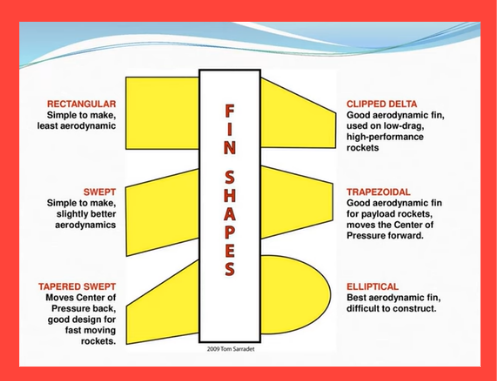 RECTANGULAR
Simple to make,
least aerodynamic
SWEPT
Simple to make,
slightly better
aerodynamics
TAPERED SWEPT
Moves Center of
Pressure back,
good design for
fast moving
rockets.
FIN SHAPES
CLIPPED DELTA
Good aerodynamic fin,
used on low-drag,
high-performance
rockets
TRAPEZOIDAL
Good aerodynamic fin
for payload rockets,
moves the Center of
Pressure forward.
ELLIPTICAL
Best aerodynamic fin,
difficult to construct.
2009 Tom Sarradet